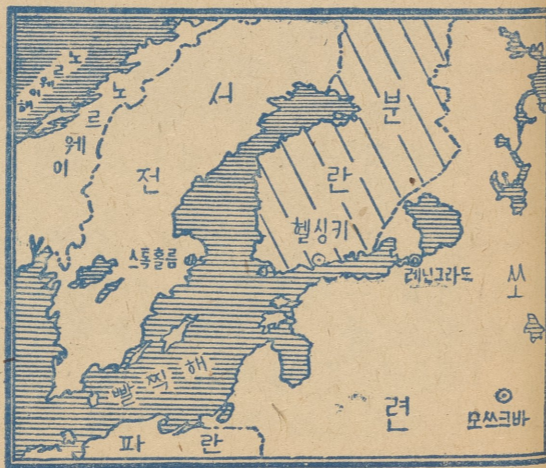 노르웨이해
노르웨이
서전
분란
헬싱키
스톡홀름
레닌그라드
쏘련
모쓰크바
빨찍해
파란